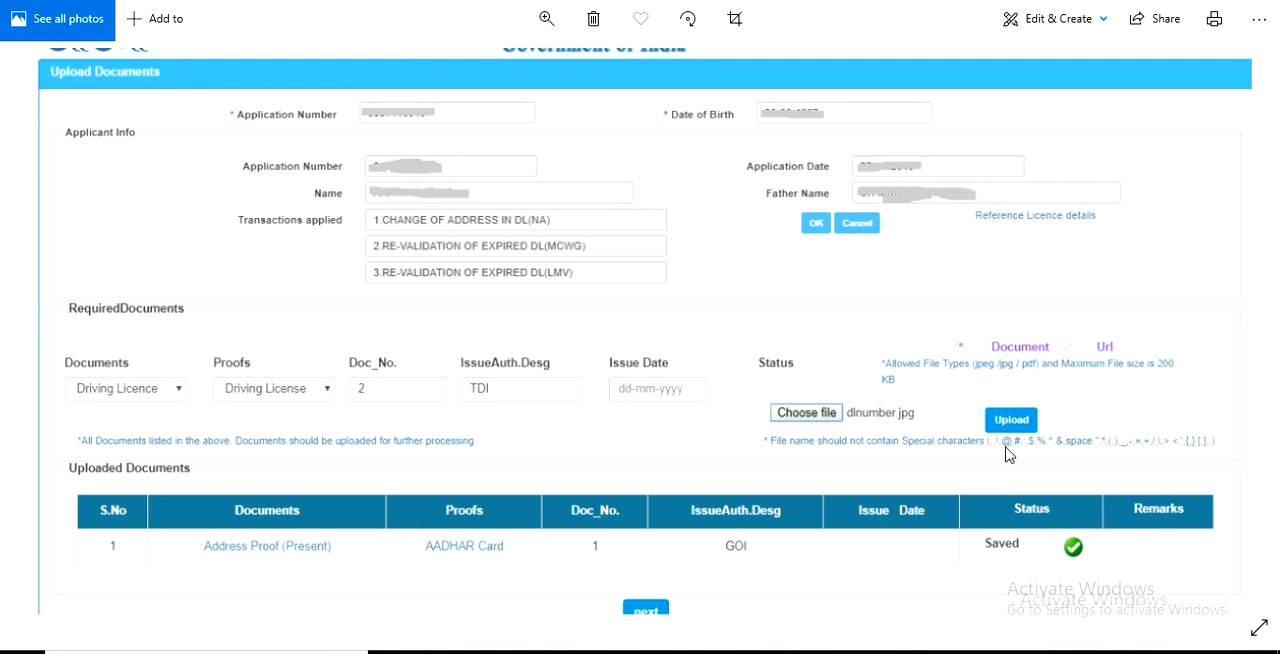 See all photos
Add to
Edit & Create
Share
Government of India
Upload Documents
* Application Number
* Date of Birth
Applicant Info
Application Number
Application Date
Name
Father Name
Transactions applied
1.CHANGE OF ADDRESS IN DL(NA)
OK
Cancel
Reference Licence details
2.RE-VALIDATION OF EXPIRED DL(MCWG)
3.RE-VALIDATION OF EXPIRED DL(LMV)
RequiredDocuments
Document Url
Documents Proofs Doc_No. IssueAuth.Desg Issue Date Status
*Allowed File Types (jpeg /jpg / pdf) and Maximum File size is 200
KB
Driving Licence Driving License 2 TDI dd-mm-yyyy
Choose file dlnumber.jpg
Upload
*All Documents listed in the above Documents should be uploaded for further processing
* File name should not contain Special characters
Uploaded Documents
S.No Documents Proofs Doc_No. IssueAuth.Desg Issue Date Status Remarks
1 Address Proof (Present) AADHAR Card 1 GOI Saved
Activate Windows
Activate Windows
Go to Settings to activate Windows.
next